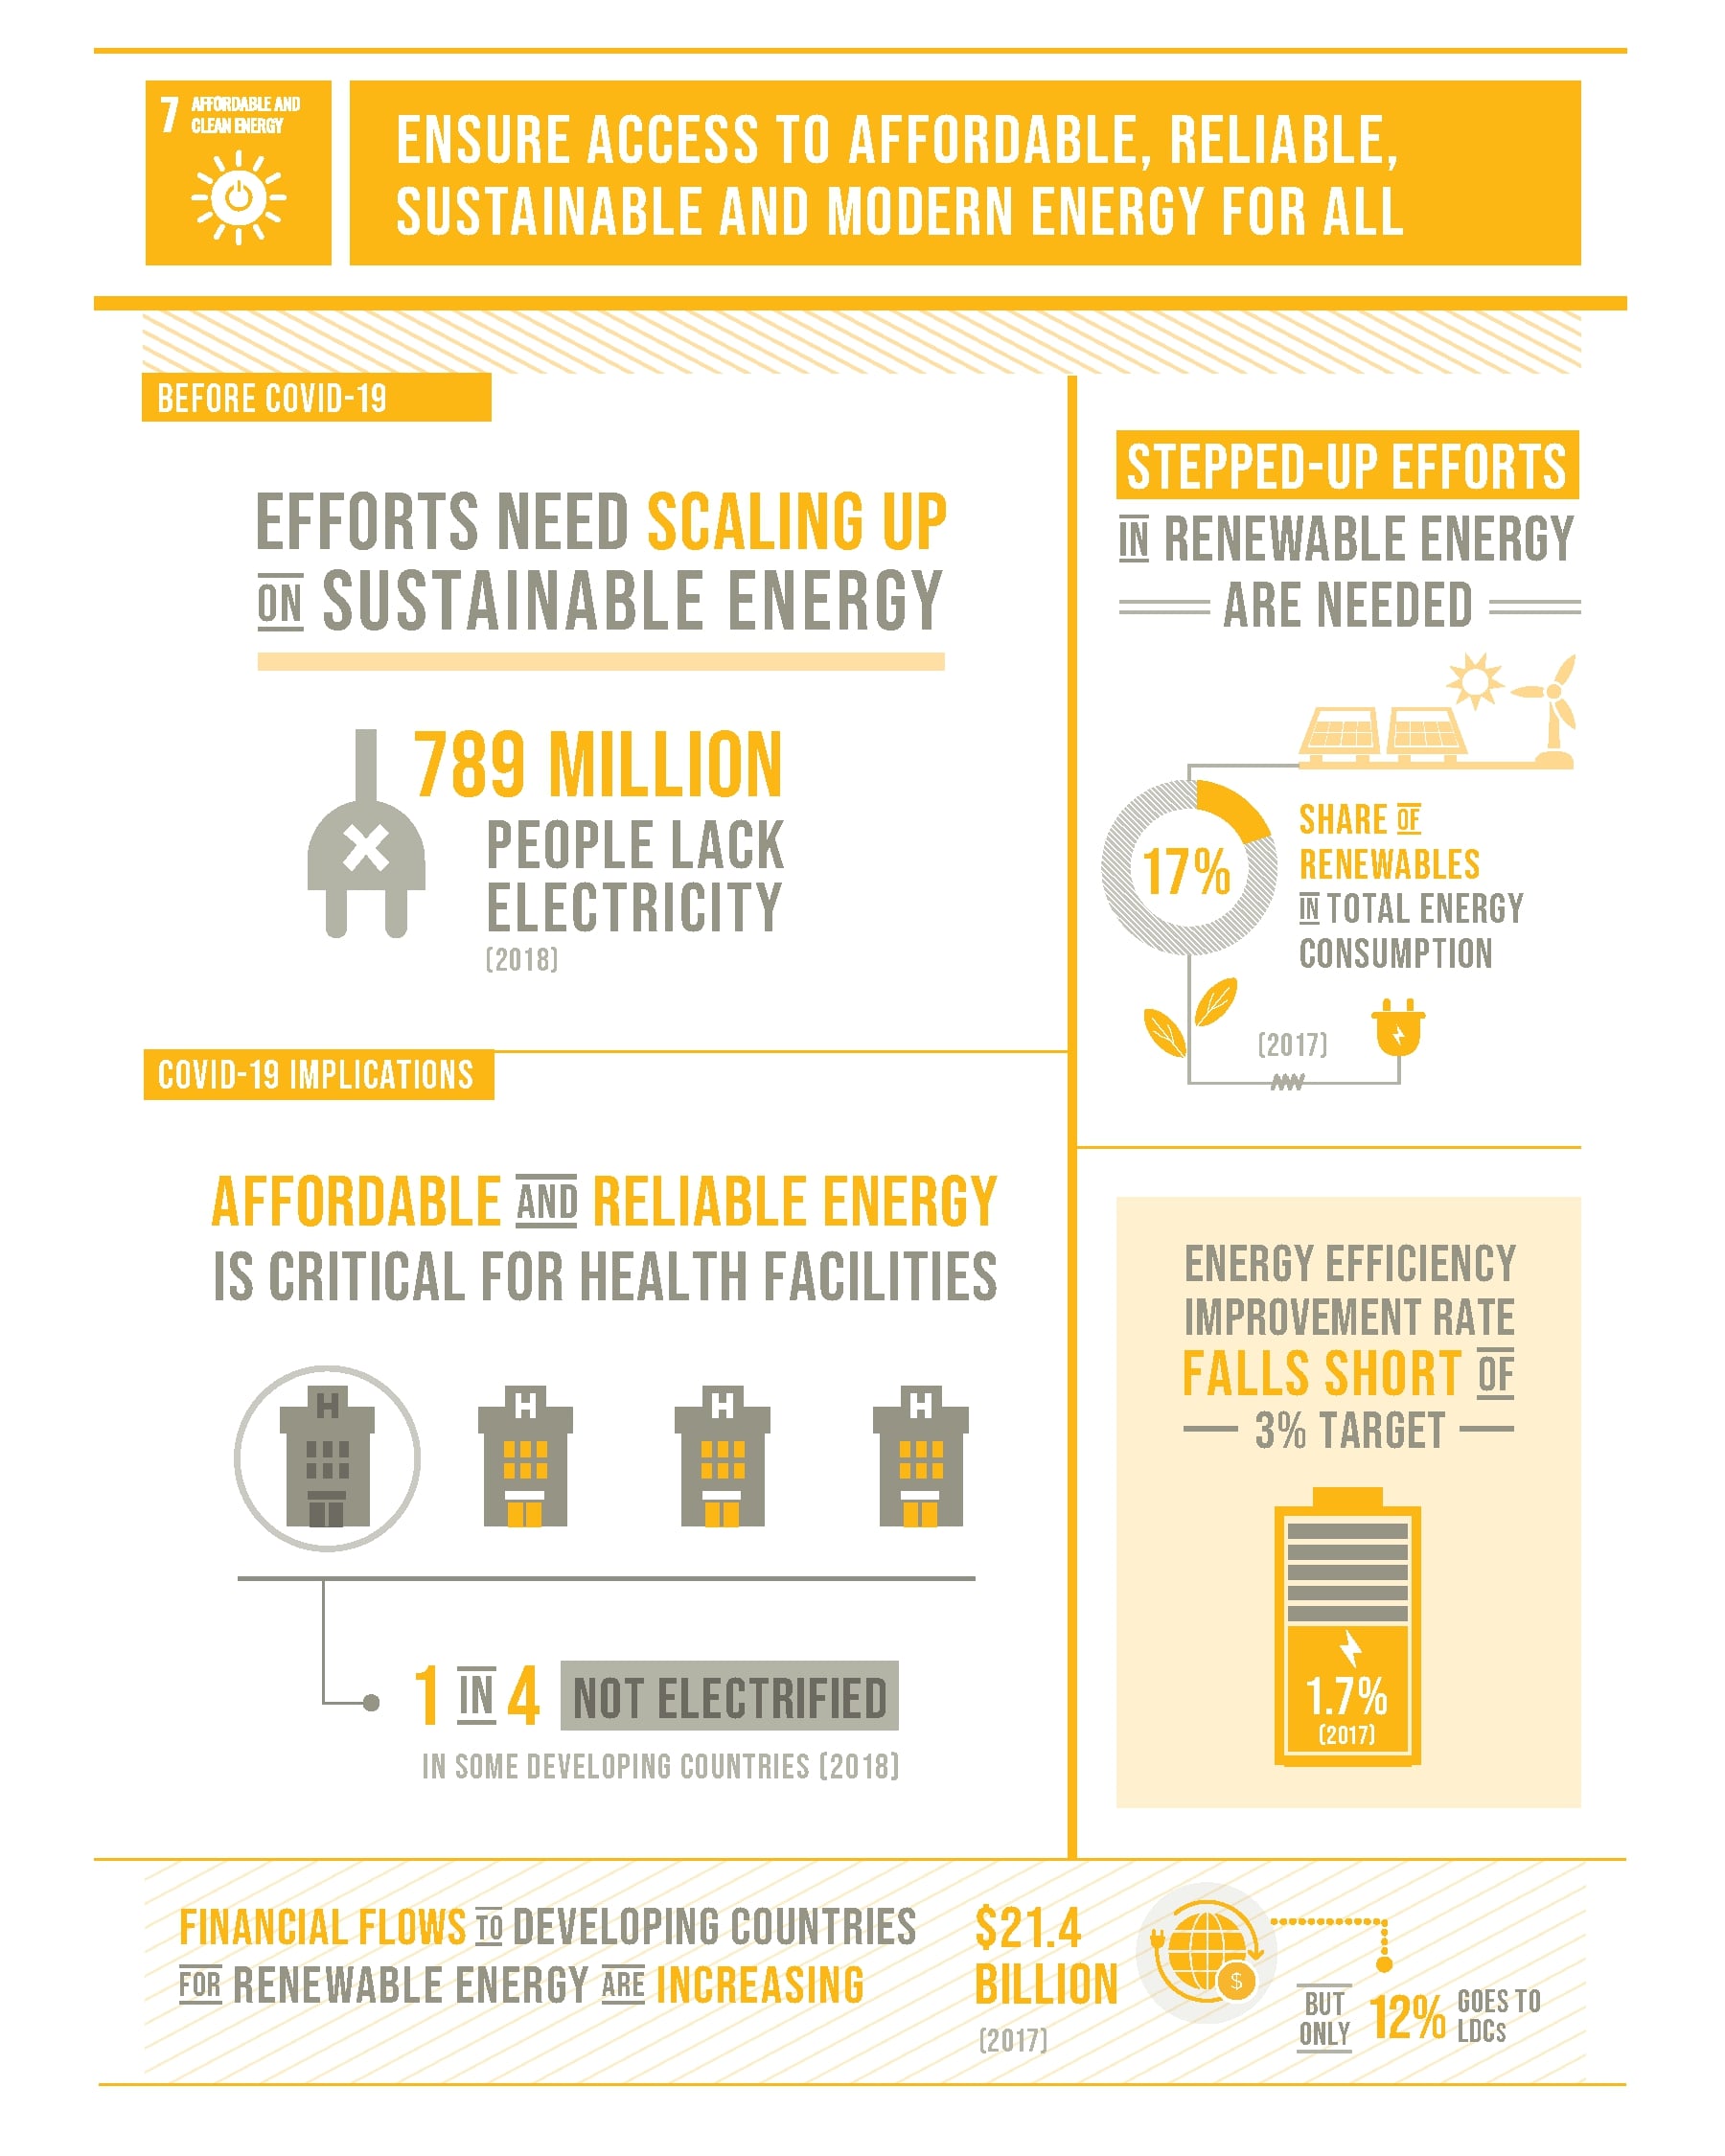 7 AFFORDABLE AND
CLEAN ENERGY
ENSURE ACCESS TO AFFORDABLE, RELIABLE,
SUSTAINABLE AND MODERN ENERGY FOR ALL
BEFORE COVID-19
EFFORTS NEED SCALING UP
ON SUSTAINABLE ENERGY
789 MILLION
PEOPLE LACK
ELECTRICITY
(2018)
STEPPED-UP EFFORTS
IN RENEWABLE ENERGY
ARE NEEDED
17%
SHARE OF
RENEWABLES
IN TOTAL ENERGY
CONSUMPTION
(2017)
COVID-19 IMPLICATIONS
AFFORDABLE AND RELIABLE ENERGY
IS CRITICAL FOR HEALTH FACILITIES
H H H H
1 IN 4 NOT ELECTRIFIED
IN SOME DEVELOPING COUNTRIES (2018)
ENERGY EFFICIENCY
IMPROVEMENT RATE
FALLS SHORT OF
3% TARGET
1.7%
(2017)
FINANCIAL FLOWS TO DEVELOPING COUNTRIES
FOR RENEWABLE ENERGY ARE INCREASING
$21.4
BILLION
(2017)
$
BUT
ONLY
12%
GOES TO
LDCs